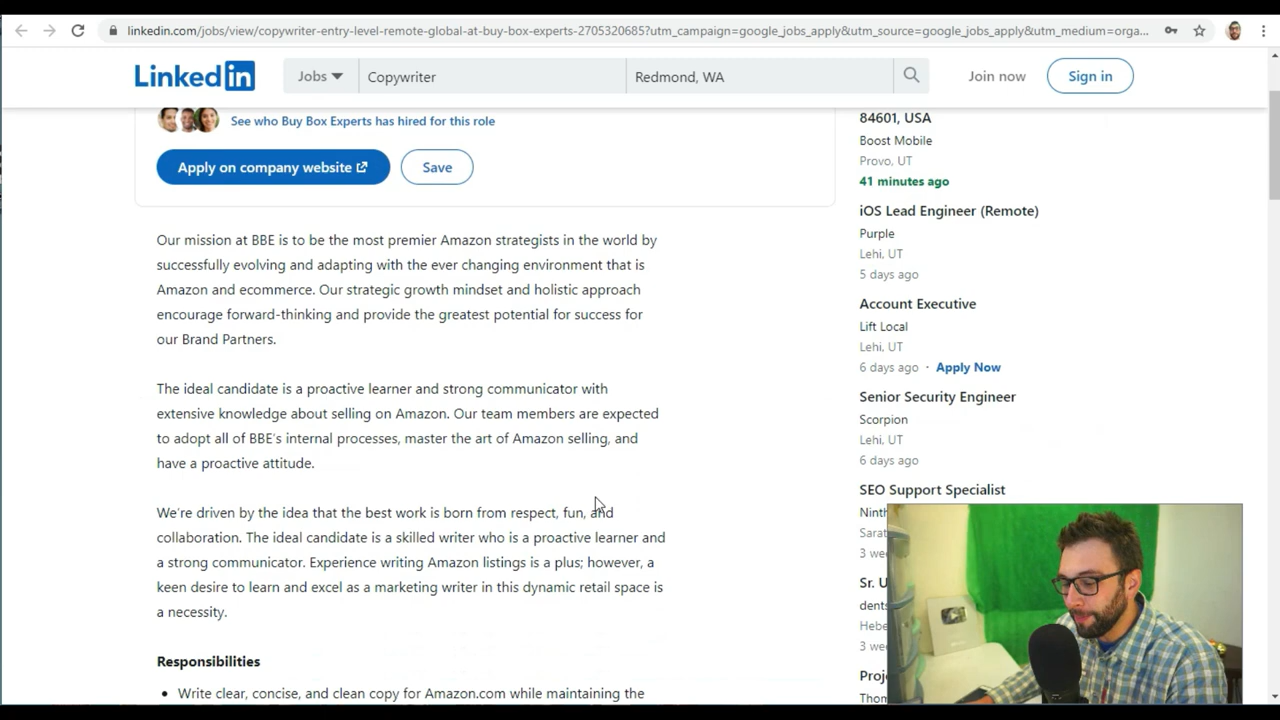 linkedin.com/jobs/view/copywriter-entry-level-remote-global-at-buy-box-experts-2705320685?utm_campaign=google_jobs_apply&utm_source=google_jobs_apply&utm_medium=orga...
Linkedin
Jobs
Copywriter
Redmond, WA
Join now
Sign in
See who Buy Box Experts has hired for this role
Apply on company website
Save
Our mission at BBE is to be the most premier Amazon strategists in the world by
successfully evolving and adapting with the ever changing environment that is
Amazon and ecommerce. Our strategic growth mindset and holistic approach
encourage forward-thinking and provide the greatest potential for success for
our Brand Partners.
The ideal candidate is a proactive learner and strong communicator with
extensive knowledge about selling on Amazon. Our team members are expected
to adopt all of BBE's internal processes, master the art of Amazon selling, and
have a proactive attitude.
We're driven by the idea that the best work is born from respect, fun, and
collaboration. The ideal candidate is a skilled writer who is a proactive learner and
a strong communicator. Experience writing Amazon listings is a plus; however, a
keen desire to learn and excel as a marketing writer in this dynamic retail space is
a necessity.
Responsibilities
• Write clear, concise, and clean copy for Amazon.com while maintaining the
84601, USA
Boost Mobile
Provo, UT
41 minutes ago
iOS Lead Engineer (Remote)
Purple
Lehi, UT
5 days ago
Account Executive
Lift Local
Lehi, UT
6 days ago · Apply Now
Senior Security Engineer
Scorpion
Lehi, UT
6 days ago
SEO Support Specialist
Ninth
Sarat
3 wee
Sr. U
dents
Hebe
3 wee
Proj
Thom